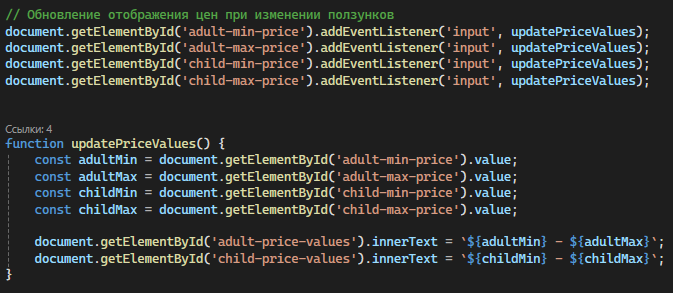 // Обновление отображения цен при изменении ползунков
document.getElementById('adult-min-price').addEventListener('input', updatePriceValues);
document.getElementById('adult-max-price').addEventListener('input', updatePriceValues);
document.getElementById('child-min-price').addEventListener('input', updatePriceValues);
document.getElementById('child-max-price').addEventListener('input', updatePriceValues);
Ссылки: 4
function updatePriceValues() {
    const adultMin = document.getElementById('adult-min-price').value;
    const adultMax = document.getElementById('adult-max-price').value;
    const childMin = document.getElementById('child-min-price').value;
    const childMax = document.getElementById('child-max-price').value;
    document.getElementById('adult-price-values').innerText = `${adultMin} - ${adultMax}`;
    document.getElementById('child-price-values').innerText = `${childMin} - ${childMax}`;
}